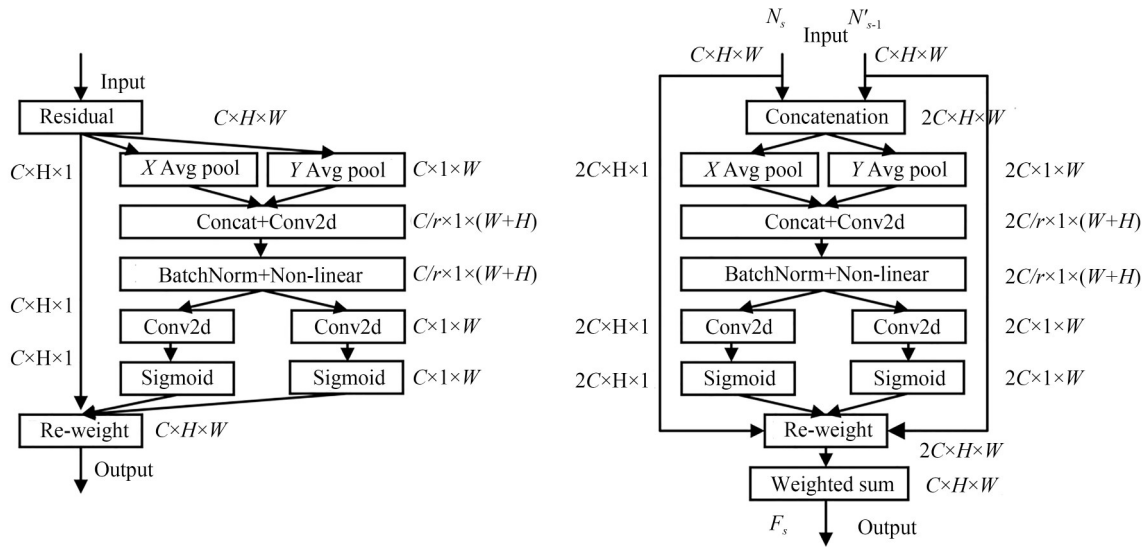 Input
Residual
C×H×W
C×H×1
X Avg pool
Y Avg pool
C×1×W
Concat+Conv2d
C/r×1×(W+H)
BatchNorm+Non-linear
C/r×1×(W+H)
C×H×1
Conv2d
Conv2d
C×1×W
C×H×1
Sigmoid
Sigmoid
C×1×W
Re-weight
C×H×W
Output
Nₛ
N′ₛ₋₁
Input
C×H×W
C×H×W
Concatenation
2C×H×W
2C×H×1
X Avg pool
Y Avg pool
2C×1×W
Concat+Conv2d
2C/r×1×(W+H)
BatchNorm+Non-linear
2C/r×1×(W+H)
2C×H×1
Conv2d
Conv2d
2C×1×W
2C×H×1
Sigmoid
Sigmoid
2C×1×W
Re-weight
2C×H×W
Weighted sum
C×H×W
Fₛ
Output